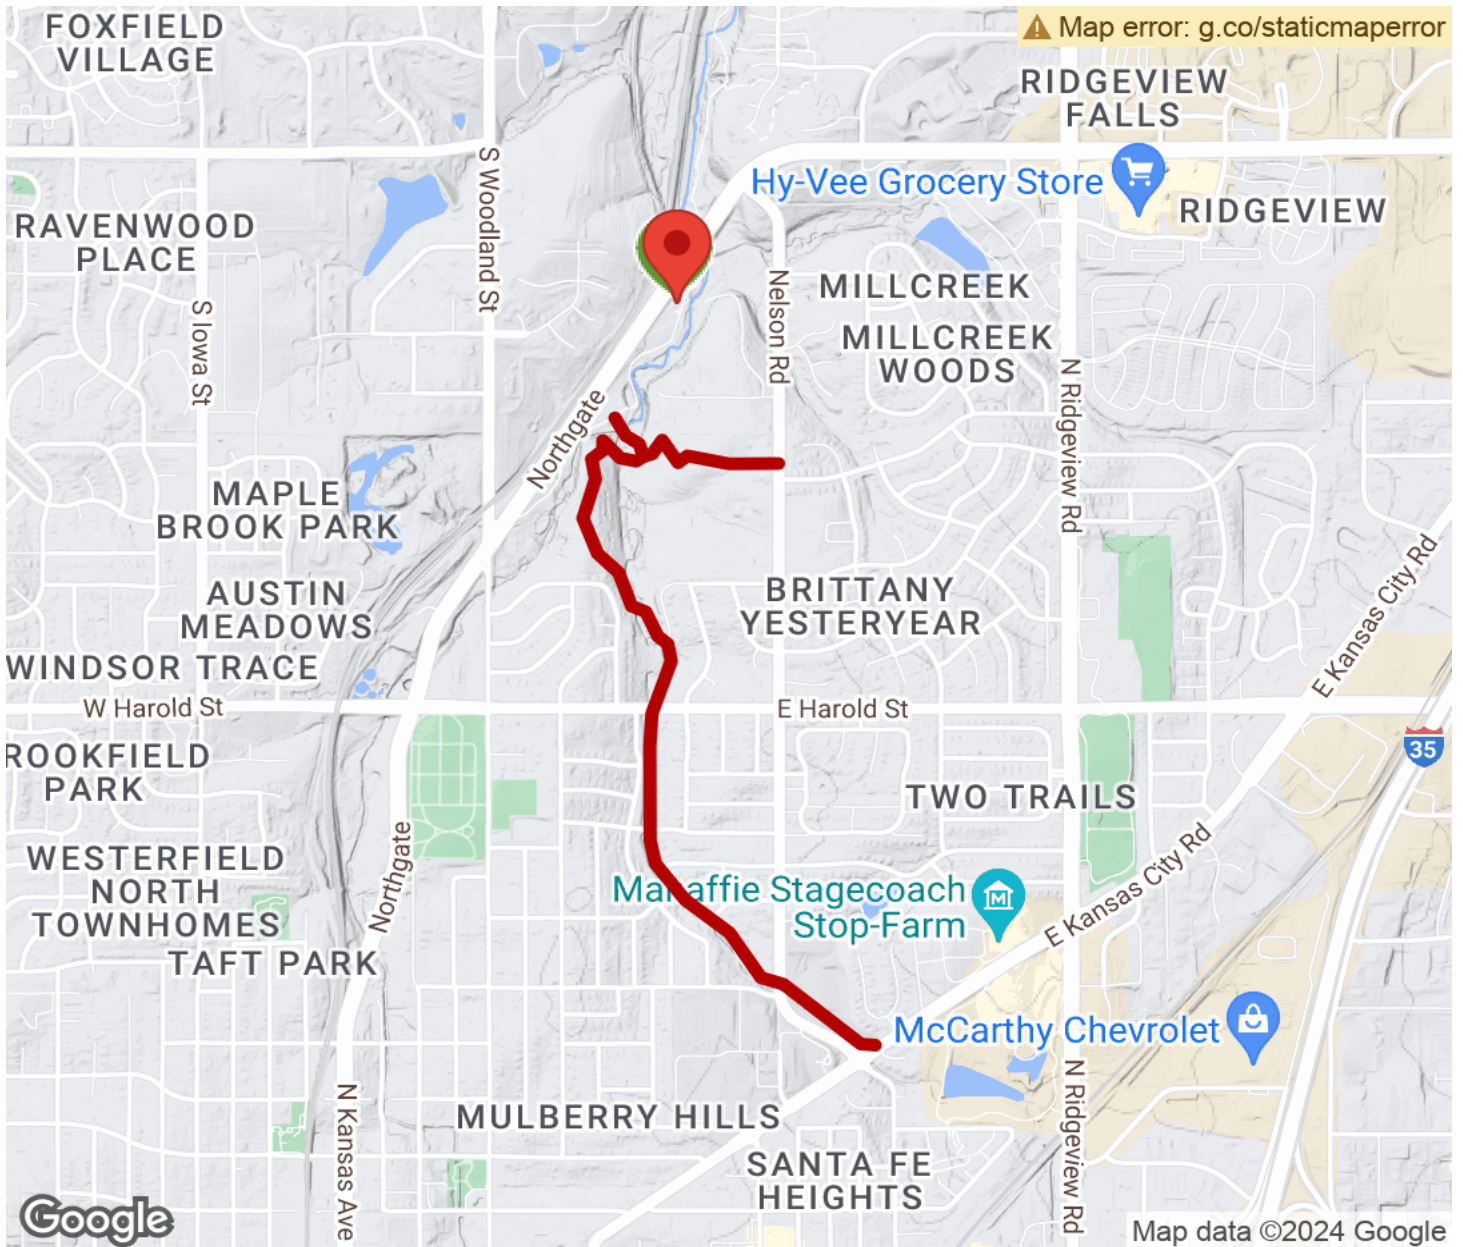 FOXFIELD
VILLAGE
Map error: g.co/staticmaperror
RIDGEVIEW
FALLS
S Woodland St
Hy-Vee Grocery Store
RIDGEVIEW
RAVENWOOD
PLACE
S Iowa St
Nelson Rd
MILLCREEK
MILLCREEK
WOODS
N Ridgeview Rd
Northgate
MAPLE
BROOK PARK
AUSTIN
MEADOWS
BRITTANY
YESTERYEAR
E Kansas City Rd
WINDSOR TRACE
W Harold St
E Harold St
35
ROOKFIELD
PARK
TWO TRAILS
WESTERFIELD
NORTH
TOWNHOMES
Northgate
Stagecoach
Stop-Farm
E Kansas City Rd
TAFT PARK
McCarthy Chevrolet
N Kansas Ave
MULBERRY HILLS
N Ridgeview Rd
SANTA FE
HEIGHTS
Google
Map data ©2024 Google